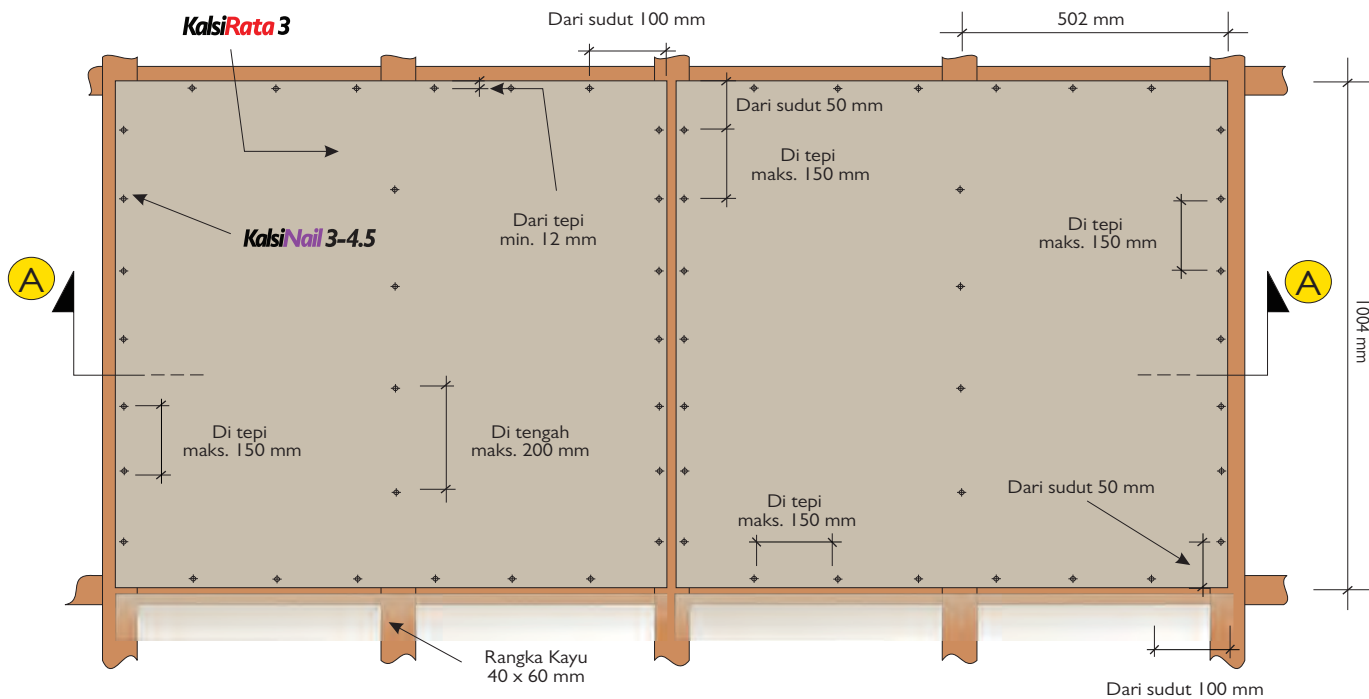 KalsiRata 3
Dari sudut 100 mm
502 mm
Dari sudut 50 mm
Di tepi
maks. 150 mm
Dari tepi
min. 12 mm
Di tepi
maks. 150 mm
KalsiNail 3-4.5
A
A
1004 mm
Di tepi
maks. 150 mm
Di tengah
maks. 200 mm
Di tepi
maks. 150 mm
Dari sudut 50 mm
Rangka Kayu
40 x 60 mm
Dari sudut 100 mm